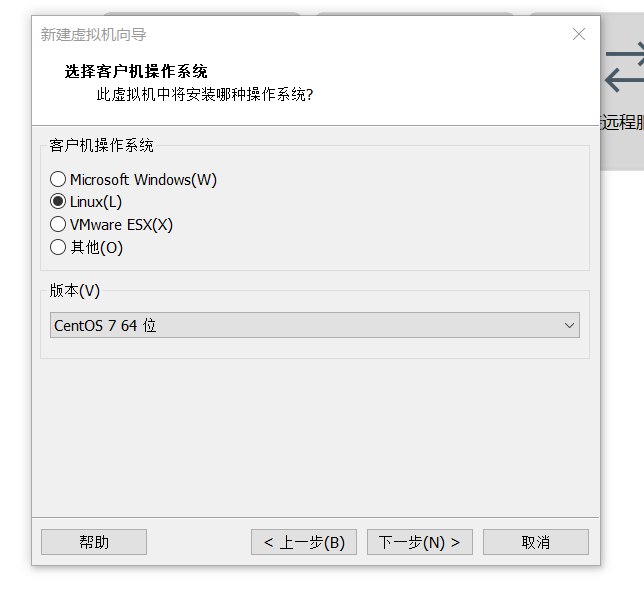 新建虚拟机向导
选择客户机操作系统
此虚拟机中将安装哪种操作系统?
远程
客户机操作系统
Microsoft Windows(W)
Linux(L)
VMware ESX(X)
其他(O)
版本(V)
CentOS 7 64 位
帮助
< 上一步(B)
下一步(N) >
取消